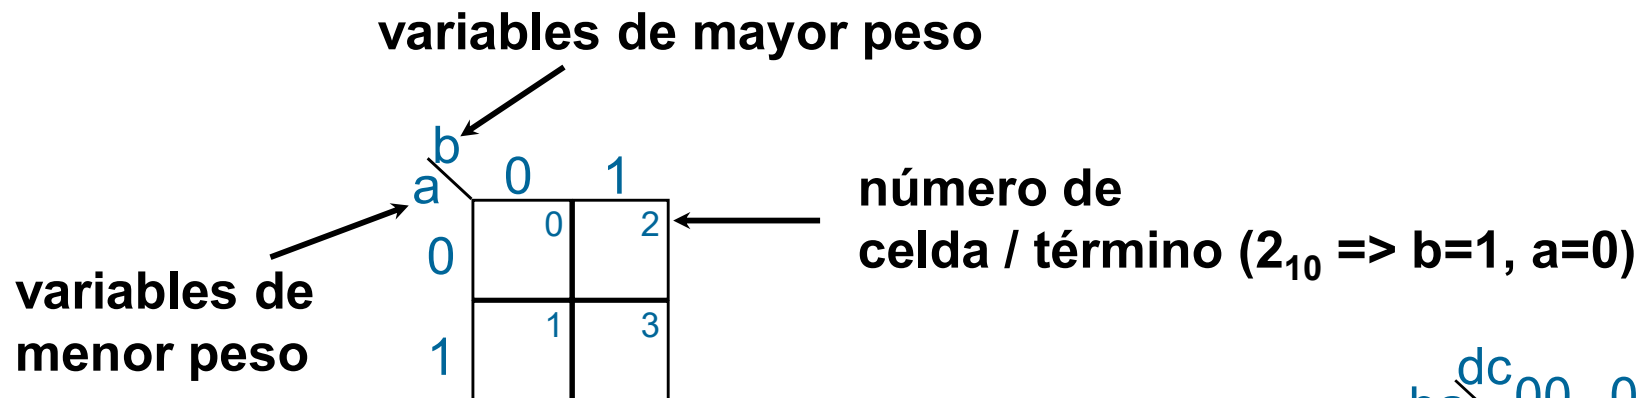 variables de mayor peso
b
a 0 1
número de
0 2
celda / término (2₁₀ => b=1, a=0)
0
variables de
1 3
menor peso
1
dc
00